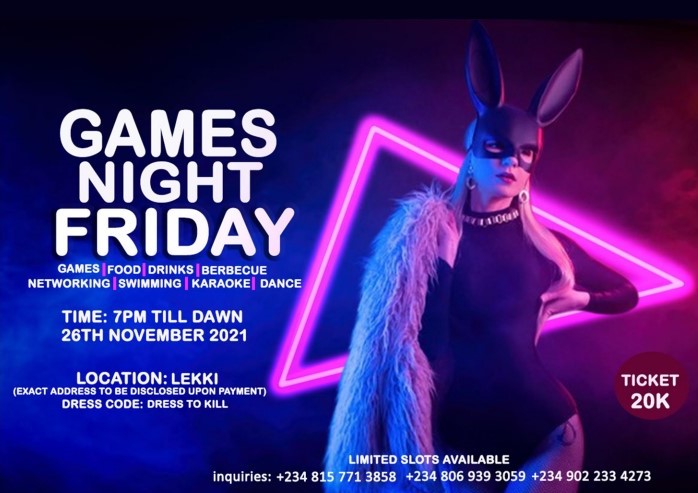 GAMES
NIGHT
FRIDAY
GAMES | FOOD | DRINKS | BERBECUE
NETWORKING | SWIMMING | KARAOKE | DANCE
TIME: 7PM TILL DAWN
26TH NOVEMBER 2021
LOCATION: LEKKI
(EXACT ADDRESS TO BE DISCLOSED UPON PAYMENT)
DRESS CODE: DRESS TO KILL
TICKET
20K
LIMITED SLOTS AVAILABLE
inquiries: +234 815 771 3858 +234 806 939 3059 +234 902 233 4273